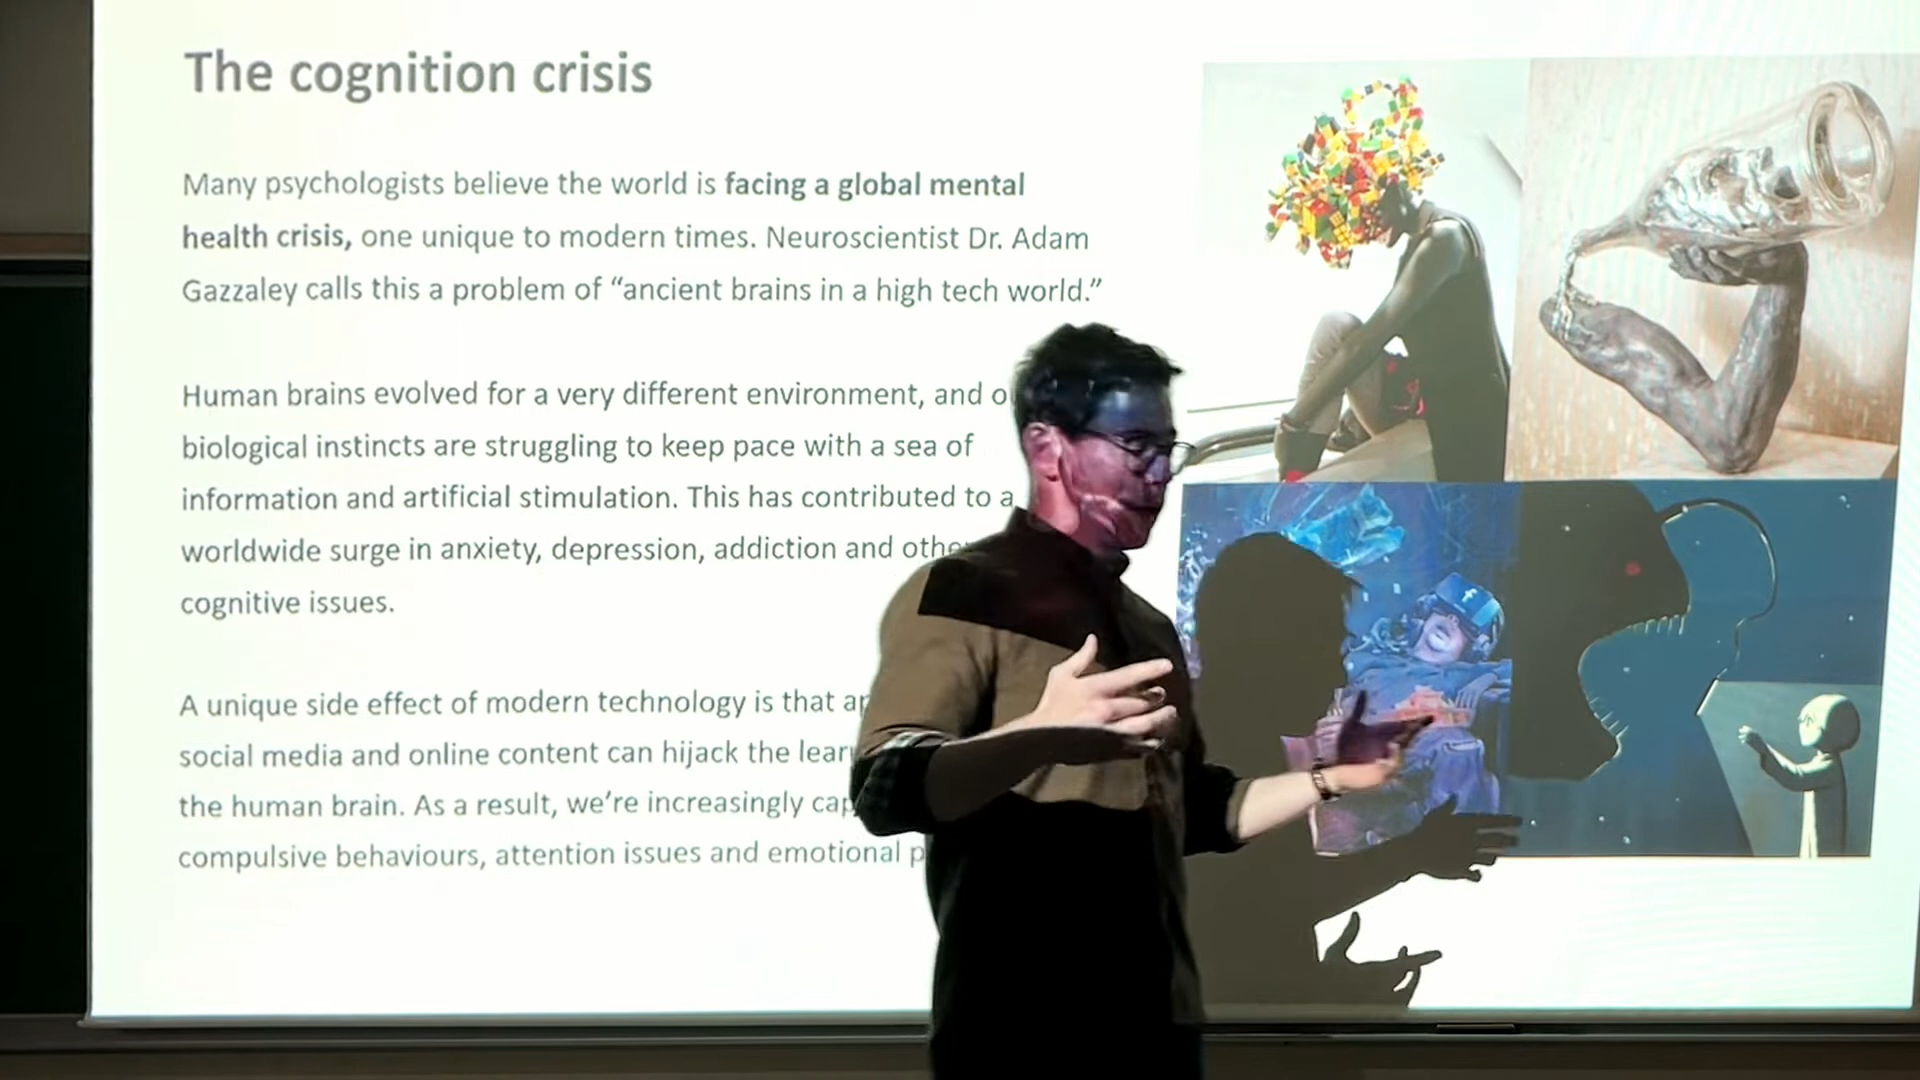 The cognition crisis
Many psychologists believe the world is facing a global mental
health crisis, one unique to modern times. Neuroscientist Dr. Adam
Gazzaley calls this a problem of “ancient brains in a high tech world.”
Human brains evolved for a very different environment, and
biological instincts are struggling to keep pace with a sea of
information and artificial stimulation. This has contributed to a
worldwide surge in anxiety, depression, addiction and other
cognitive issues.
A unique side effect of modern technology is that
social media and online content can hijack the
the human brain. As a result, we’re increasingly
compulsive behaviours, attention issues and emotional
f